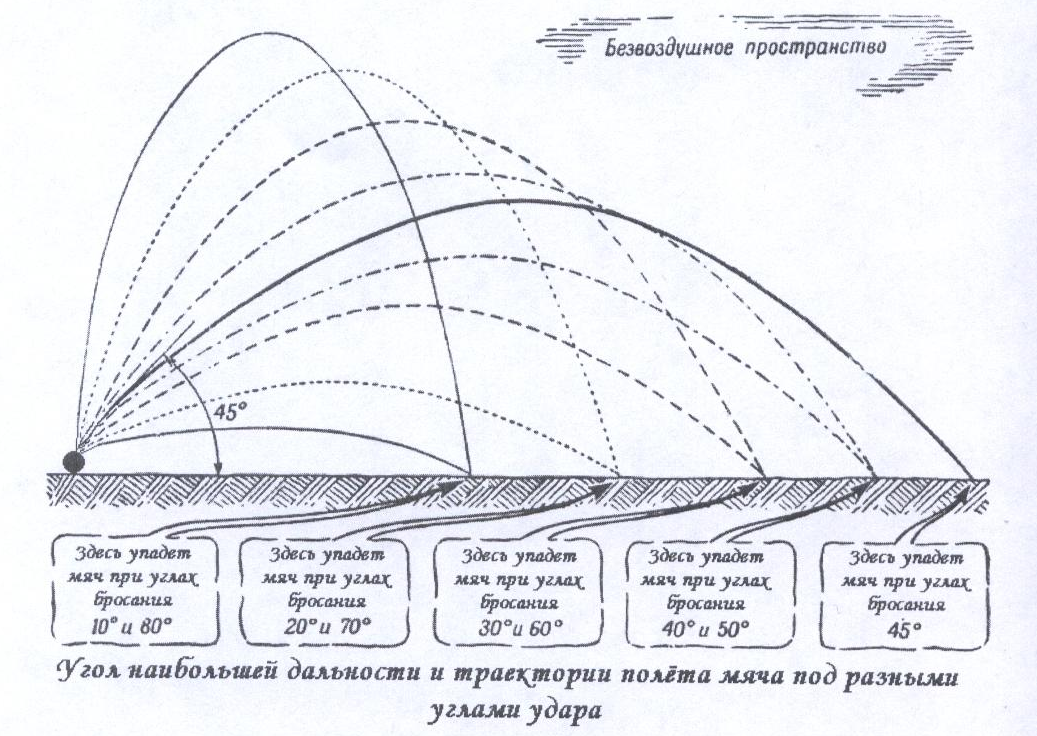 Безвоздушное пространство
45°
Здесь упадет
мяч при углах
бросания
10° и 80°
Здесь упадет
мяч при углах
бросания
20° и 70°
Здесь упадет
мяч при углах
бросания
30° и 60°
Здесь упадет
мяч при углах
бросания
40° и 50°
Здесь упадет
мяч при углах
бросания
45°
Угол наибольшей дальности и траектории полёта мяча под разными
углами удара